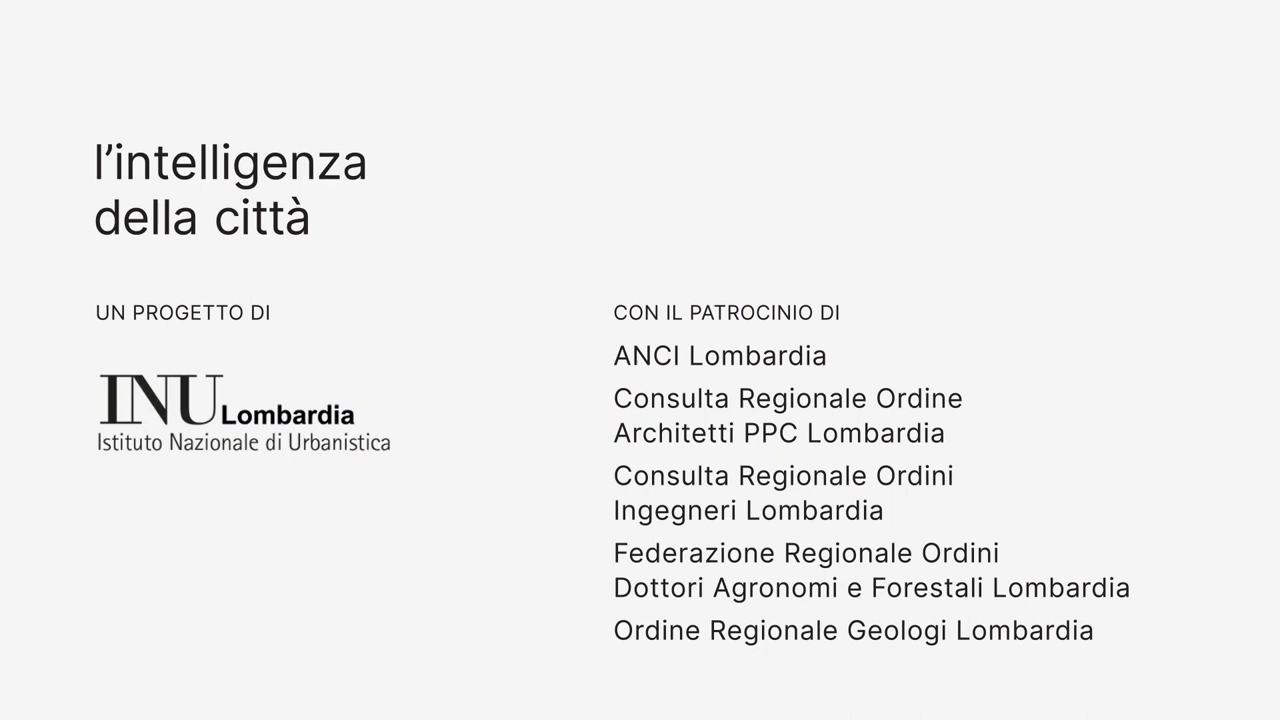 l’intelligenza
della città
UN PROGETTO DI
INU Lombardia
Istituto Nazionale di Urbanistica
CON IL PATROCINIO DI
ANCI Lombardia
Consulta Regionale Ordine
Architetti PPC Lombardia
Consulta Regionale Ordini
Ingegneri Lombardia
Federazione Regionale Ordini
Dottori Agronomi e Forestali Lombardia
Ordine Regionale Geologi Lombardia